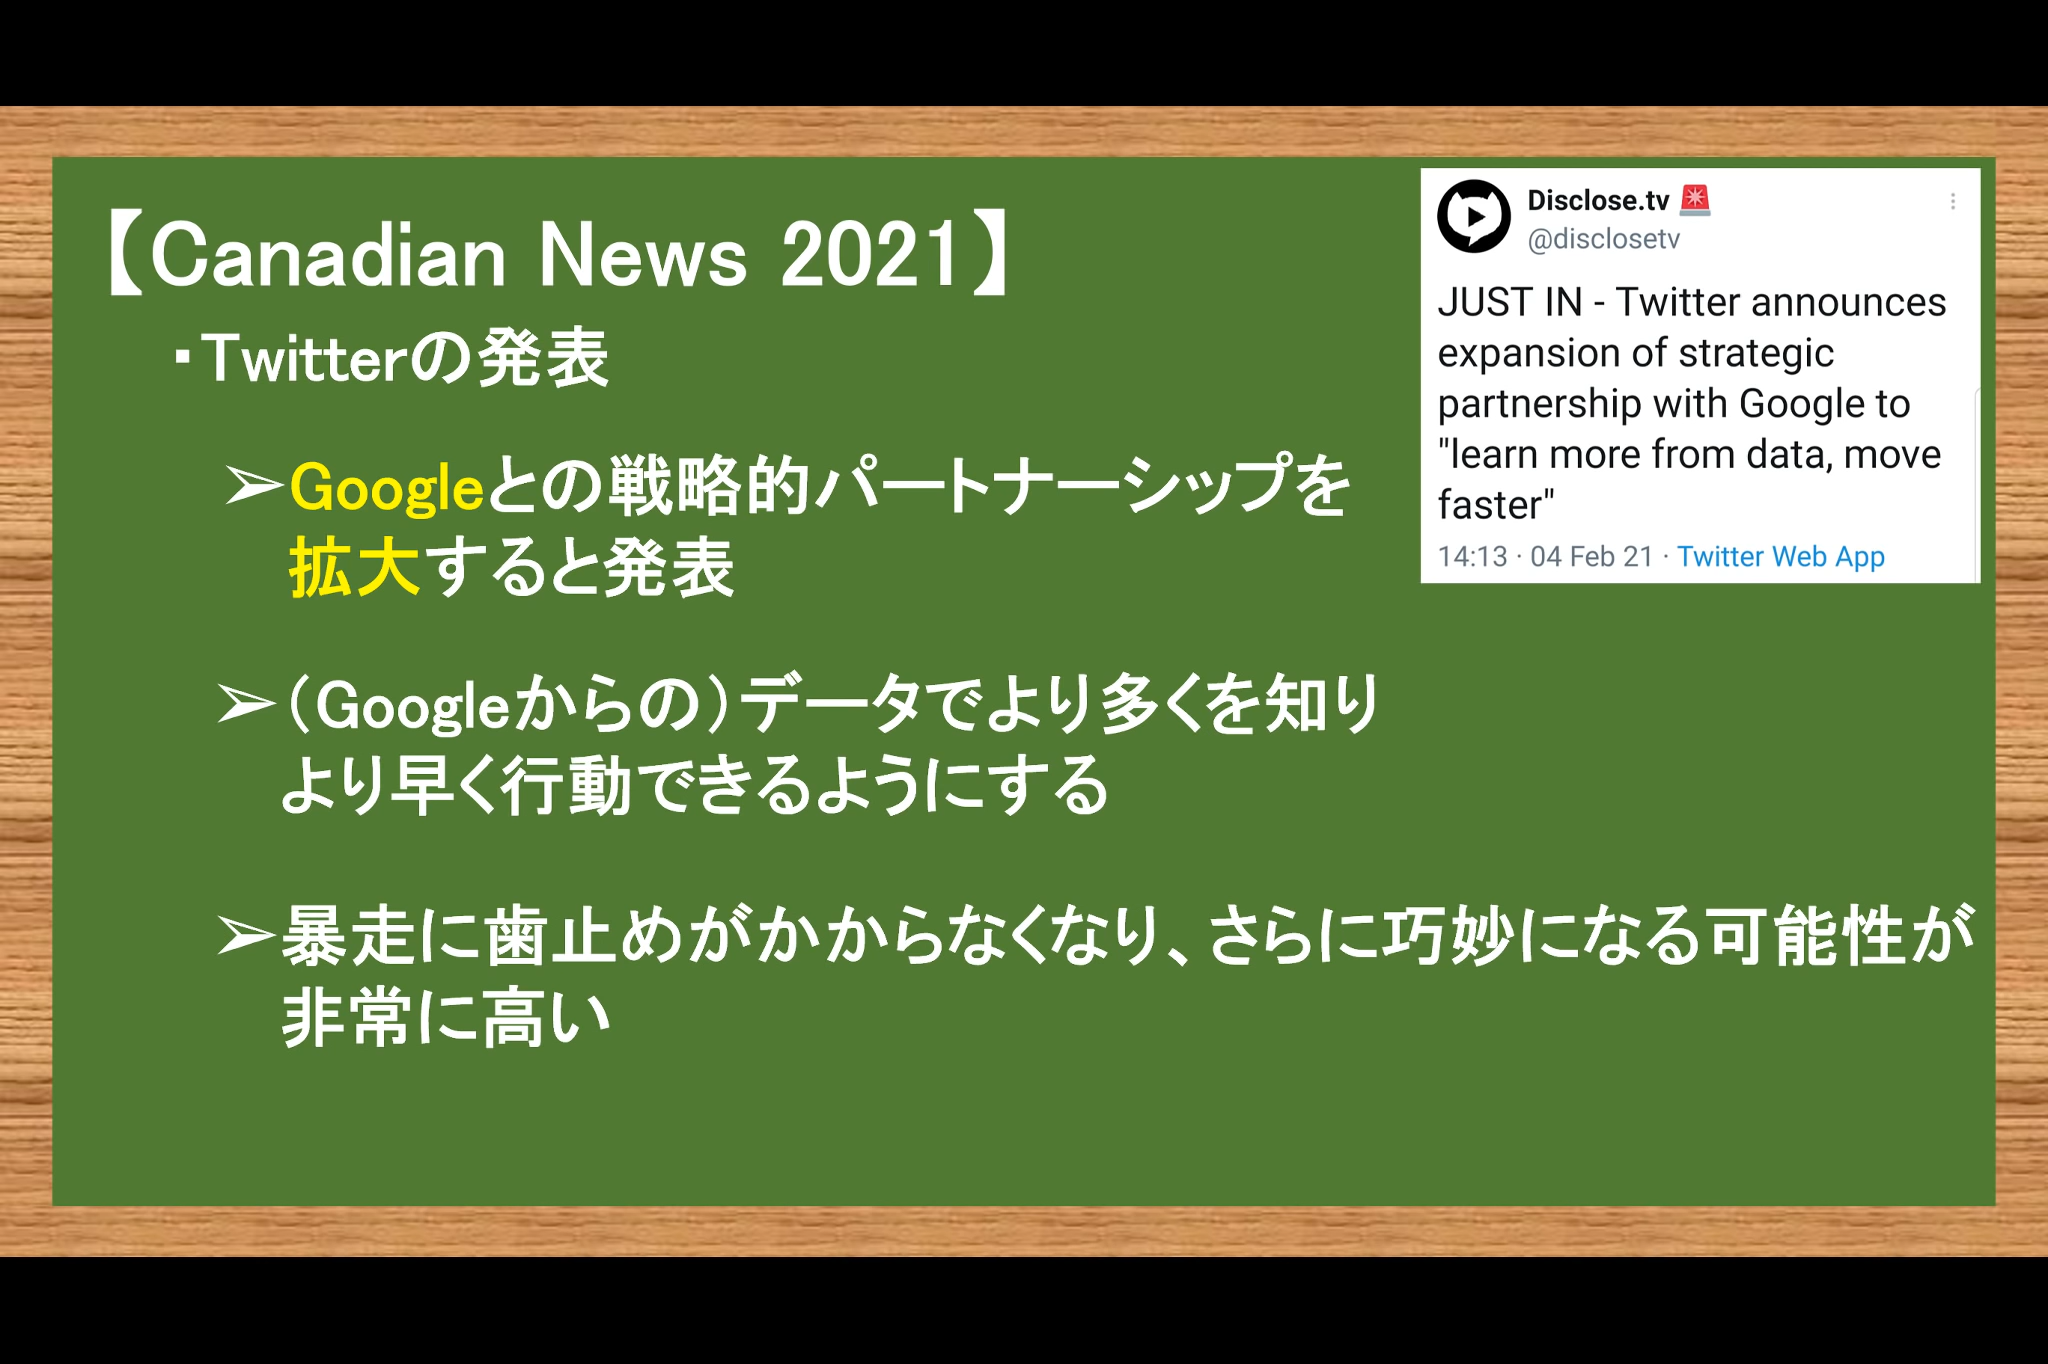 【Canadian News 2021】
・Twitterの発表
➢Googleとの戦略的パートナーシップを
拡大すると発表
➢（Googleからの）データでより多くを知り
より早く行動できるようにする
➢暴走に歯止めがかからなくなり、さらに巧妙になる可能性が
非常に高い
Disclose.tv 🚨
@disclosetv
JUST IN - Twitter announces
expansion of strategic
partnership with Google to
"learn more from data, move
faster"
14:13 · 04 Feb 21 · Twitter Web App